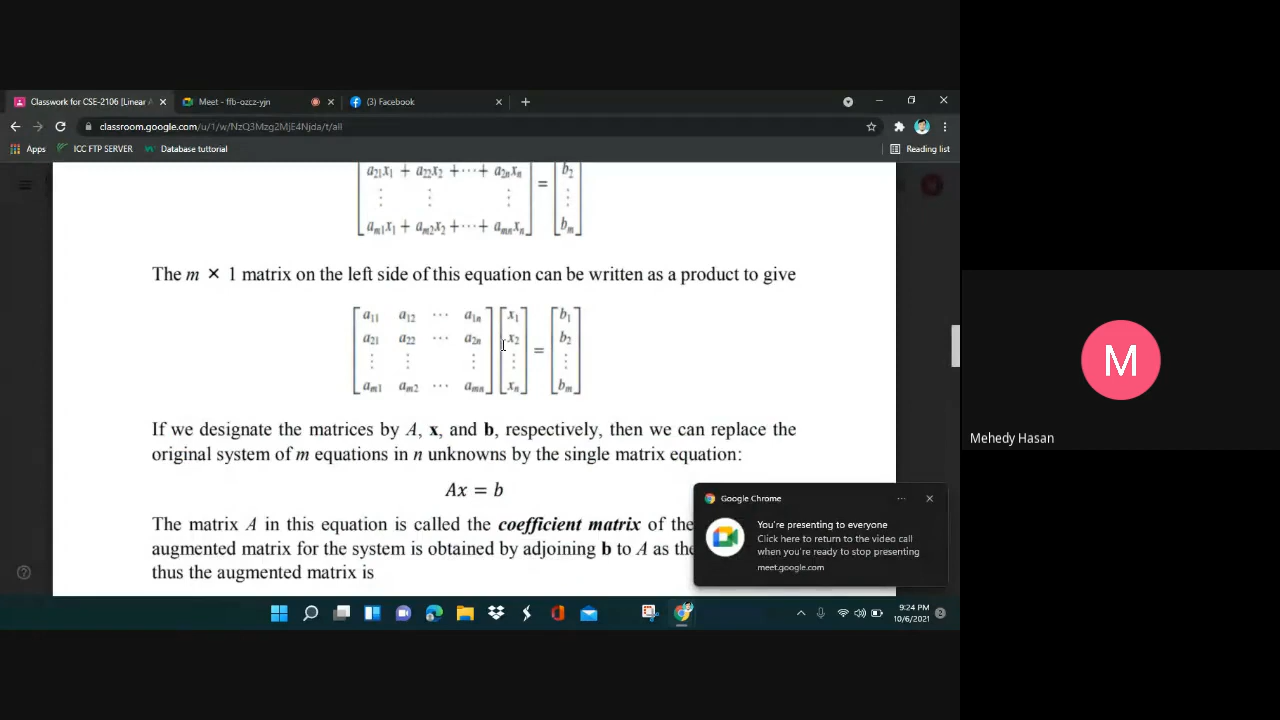 Classwork for CSE-2106 [Linear A
Meet - ffb-ozcz-yjn
(3) Facebook
classroom.google.com/u/1/w/NzQ3Mzg2MjE4Njda/t/all
Apps
ICC FTP SERVER
Database tuttorial
Reading list
a21x1 + a22x2 +⋯+ a2nxn = b2
⋮ ⋮ ⋮ ⋮
am1x1 + am2x2 +⋯+ amnxn bm
The m × 1 matrix on the left side of this equation can be written as a product to give
a11 a12 ⋯ a1n x1 b1
a21 a22 ⋯ a2n x2 = b2
⋮ ⋮ ⋮ ⋮ ⋮
am1 am2 ⋯ amn xn bm
If we designate the matrices by A, x, and b, respectively, then we can replace the
original system of m equations in n unknowns by the single matrix equation:
Ax = b
The matrix A in this equation is called the coefficient matrix of the
augmented matrix for the system is obtained by adjoining b to A as the
thus the augmented matrix is
Google Chrome
You're presenting to everyone
Click here to return to the video call
when you're ready to stop presenting
meet.google.com
9:24 PM
10/6/2021
2
M
Mehedy Hasan